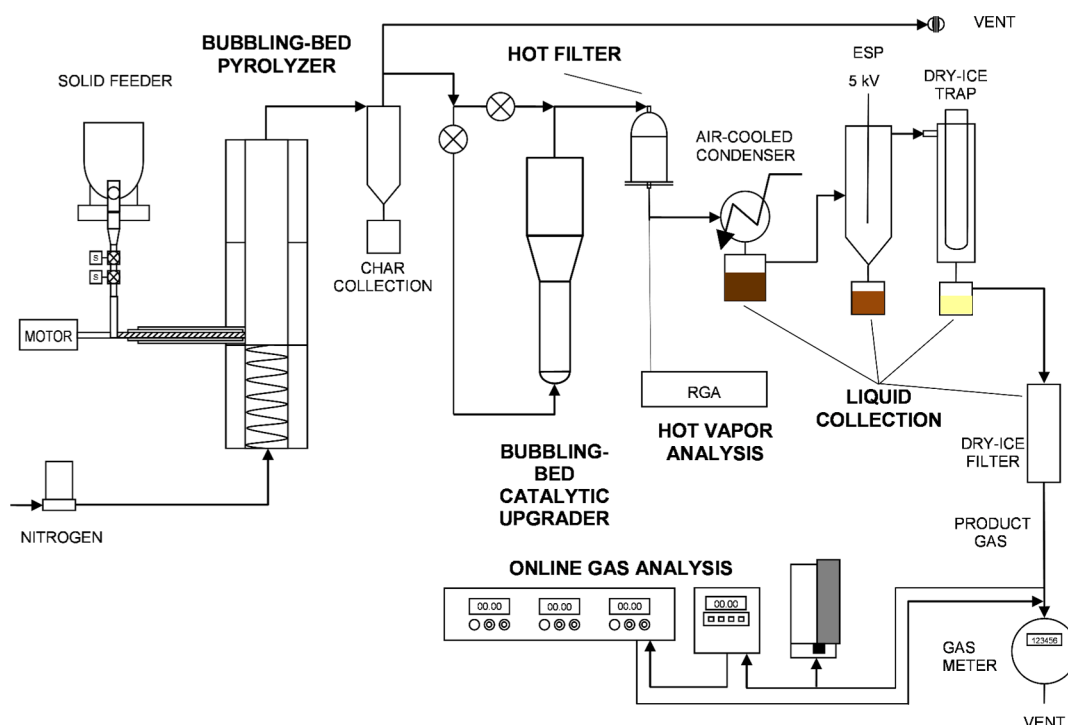 VENT
BUBBLING-BED
PYROLYZER
HOT FILTER
ESP
5 kV
DRY-ICE
TRAP
SOLID FEEDER
AIR-COOLED
CONDENSER
S
S
CHAR
COLLECTION
MOTOR
RGA
LIQUID
COLLECTION
HOT VAPOR
ANALYSIS
DRY-ICE
FILTER
BUBBLING-
BED
CATALYTIC
UPGRADER
NITROGEN
PRODUCT
GAS
ONLINE GAS ANALYSIS
00.00
00.00
00.00
00.00
123456
GAS
METER
VENT